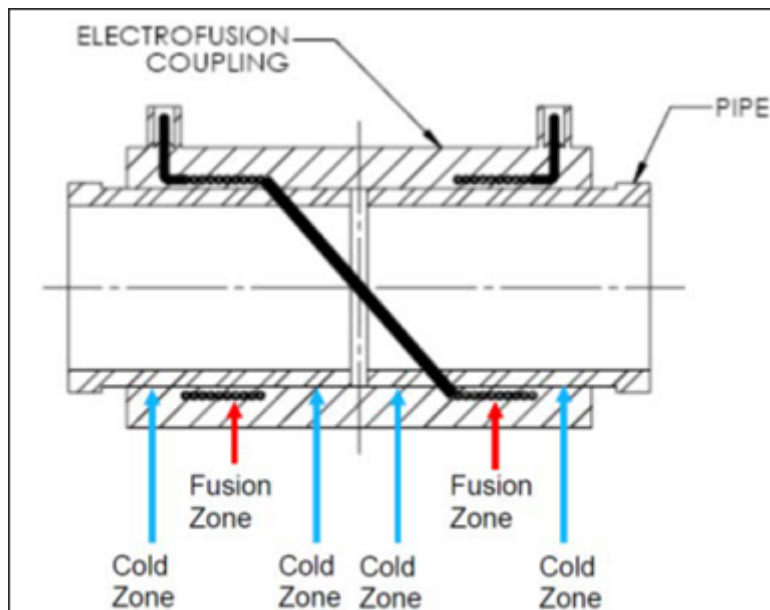 ELECTROFUSION
COUPLING
PIPE
Fusion
Zone
Fusion
Zone
Cold
Zone
Cold
Zone
Cold
Zone
Cold
Zone